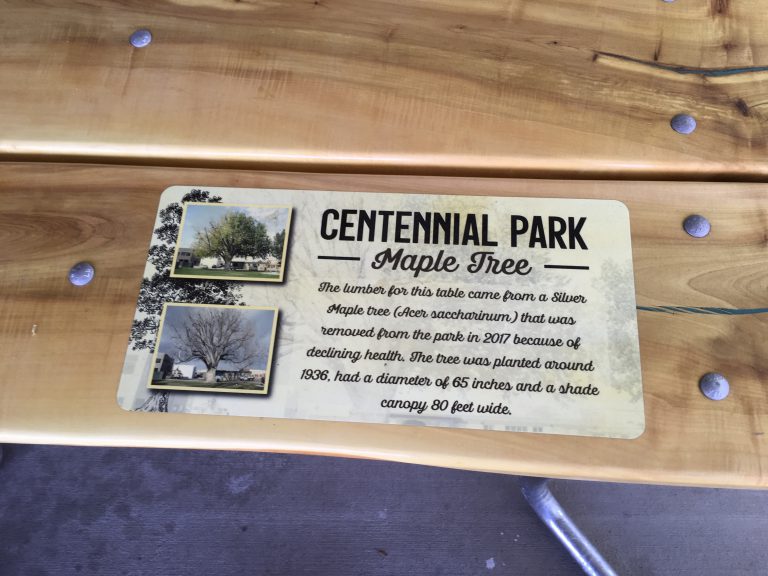 CENTENNIAL PARK
Maple Tree
The lumber for this table came from a Silver
Maple tree (Acer saccharinum) that was
removed from the park in 2017 because of
declining health. The tree was planted around
1936, had a diameter of 65 inches and a shade
canopy 80 feet wide.